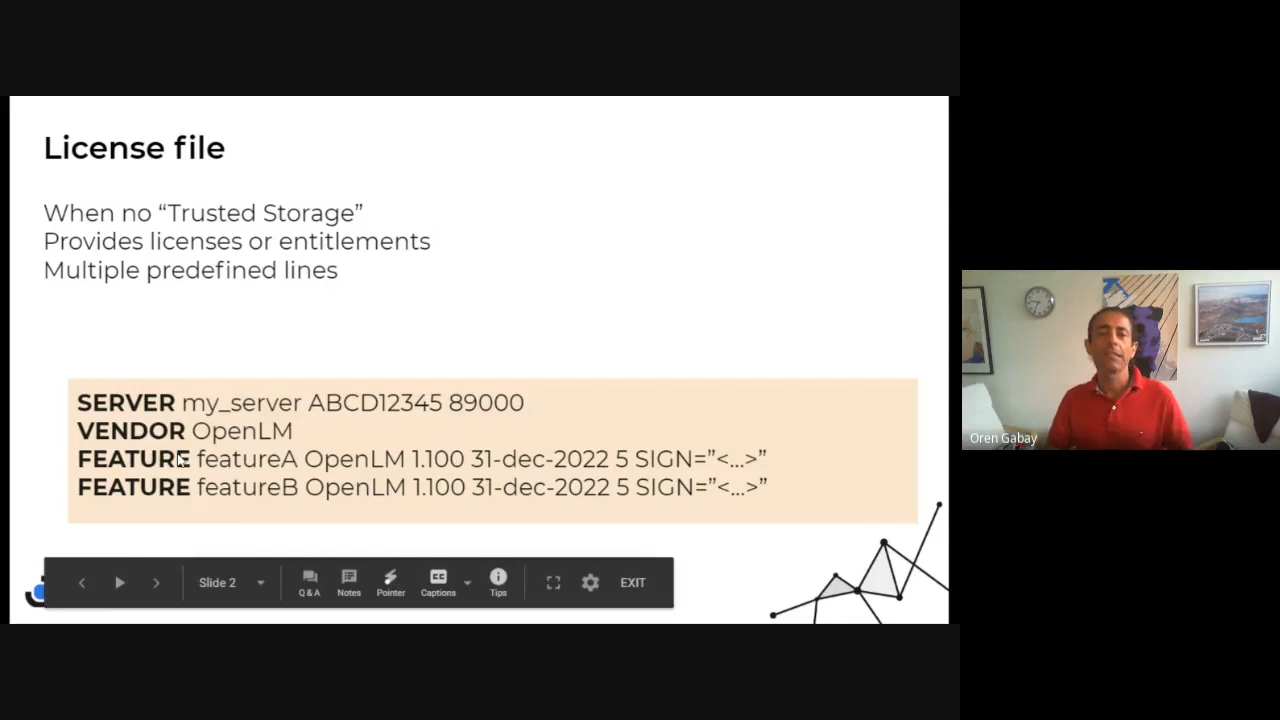 License file
When no “Trusted Storage”
Provides licenses or entitlements
Multiple predefined lines
SERVER my_server ABCD12345 89000
VENDOR OpenLM
FEATURE featureA OpenLM 1.100 31-dec-2022 5 SIGN=”<...>”
FEATURE featureB OpenLM 1.100 31-dec-2022 5 SIGN=”<...>”
Slide 2
Q & A
Notes
Pointer
CC
Captions
Tips
EXIT
Oren Gabay